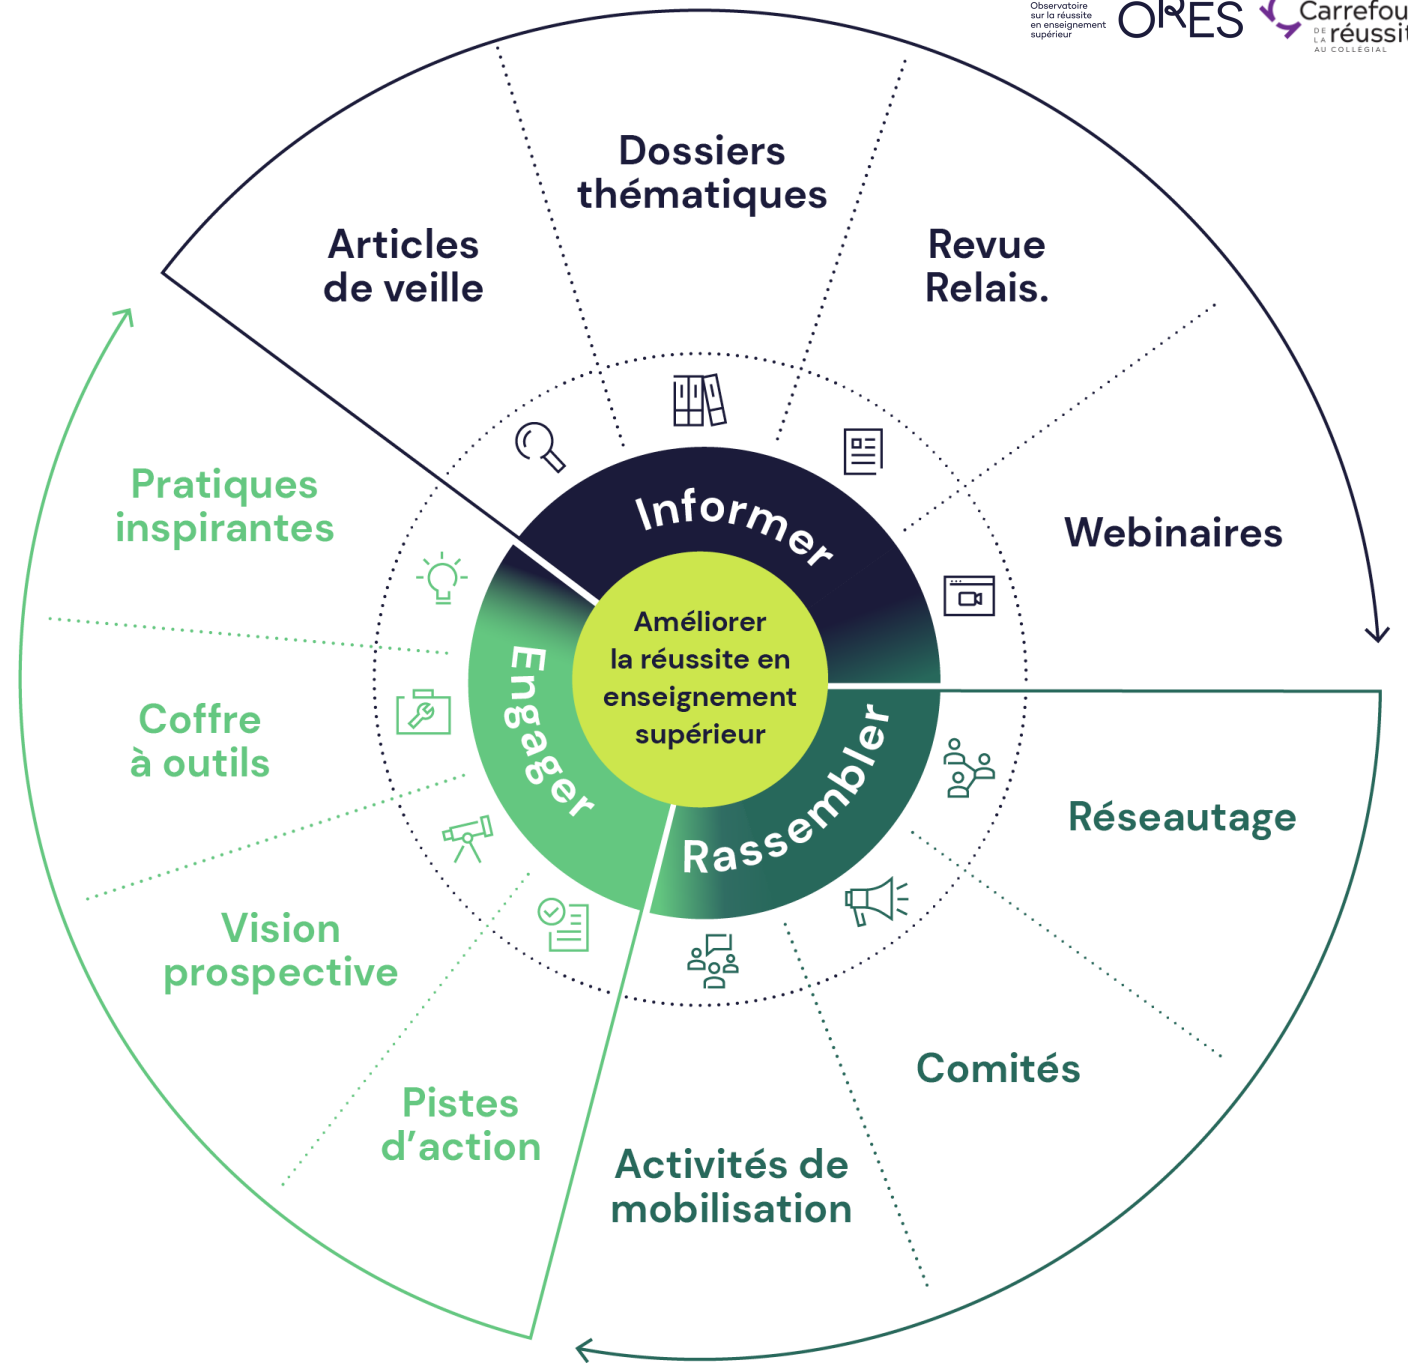 Observatoire
sur la réussite
en enseignement
supérieur
ORES
Carrefou
DE LA réussit
AU COLLÉGIAL
Dossiers
thématiques
Articles
de veille
Revue
Relais.
Webinaires
Informer
Pratiques
inspirantes
Coffre
à outils
Vision
prospective
Pistes
d’action
Engager
Améliorer
la réussite en
enseignement
supérieur
Rassembler
Réseautage
Comités
Activités de
mobilisation